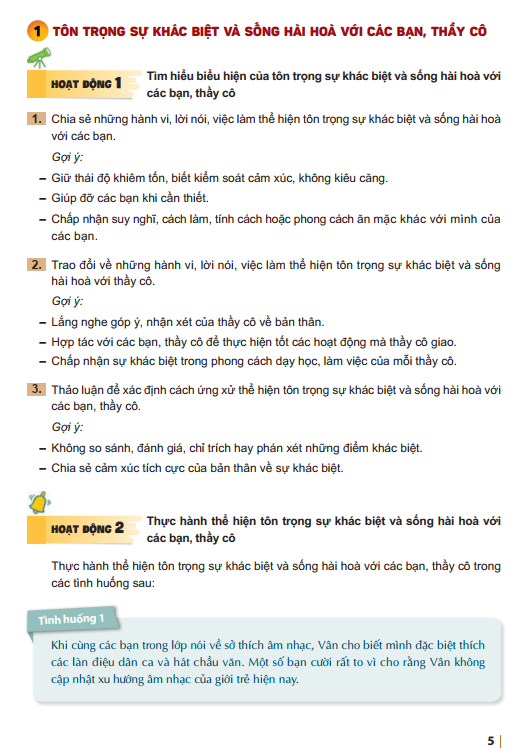 1 TÔN TRỌNG SỰ KHÁC BIỆT VÀ SỐNG HÀI HOÀ VỚI CÁC BẠN, THẦY CÔ
HOẠT ĐỘNG 1
Tìm hiểu biểu hiện của tôn trọng sự khác biệt và sống hài hoà với
các bạn, thầy cô
1. Chia sẻ những hành vi, lời nói, việc làm thể hiện tôn trọng sự khác biệt và sống hài hoà
với các bạn.
Gợi ý:
– Giữ thái độ khiêm tốn, biết kiểm soát cảm xúc, không kiêu căng.
– Giúp đỡ các bạn khi cần thiết.
– Chấp nhận suy nghĩ, cách làm, tính cách hoặc phong cách ăn mặc khác với mình của
các bạn.
2. Trao đổi về những hành vi, lời nói, việc làm thể hiện tôn trọng sự khác biệt và sống
hài hoà với thầy cô.
Gợi ý:
– Lắng nghe góp ý, nhận xét của thầy cô về bản thân.
– Hợp tác với các bạn, thầy cô để thực hiện tốt các hoạt động mà thầy cô giao.
– Chấp nhận sự khác biệt trong phong cách dạy học, làm việc của mỗi thầy cô.
3. Thảo luận để xác định cách ứng xử thể hiện tôn trọng sự khác biệt và sống hài hoà với
các bạn, thầy cô.
Gợi ý:
– Không so sánh, đánh giá, chỉ trích hay phán xét những điểm khác biệt.
– Chia sẻ cảm xúc tích cực của bản thân về sự khác biệt.
HOẠT ĐỘNG 2
Thực hành thể hiện tôn trọng sự khác biệt và sống hài hoà với
các bạn, thầy cô
Thực hành thể hiện tôn trọng sự khác biệt và sống hài hoà với các bạn, thầy cô trong
các tình huống sau:
Tình huống 1
Khi cùng các bạn trong lớp nói về sở thích âm nhạc, Vân cho biết mình đặc biệt thích
các làn điệu dân ca và hát chầu văn. Một số bạn cười rất to vì cho rằng Vân không
cập nhật xu hướng âm nhạc của giới trẻ hiện nay.
5